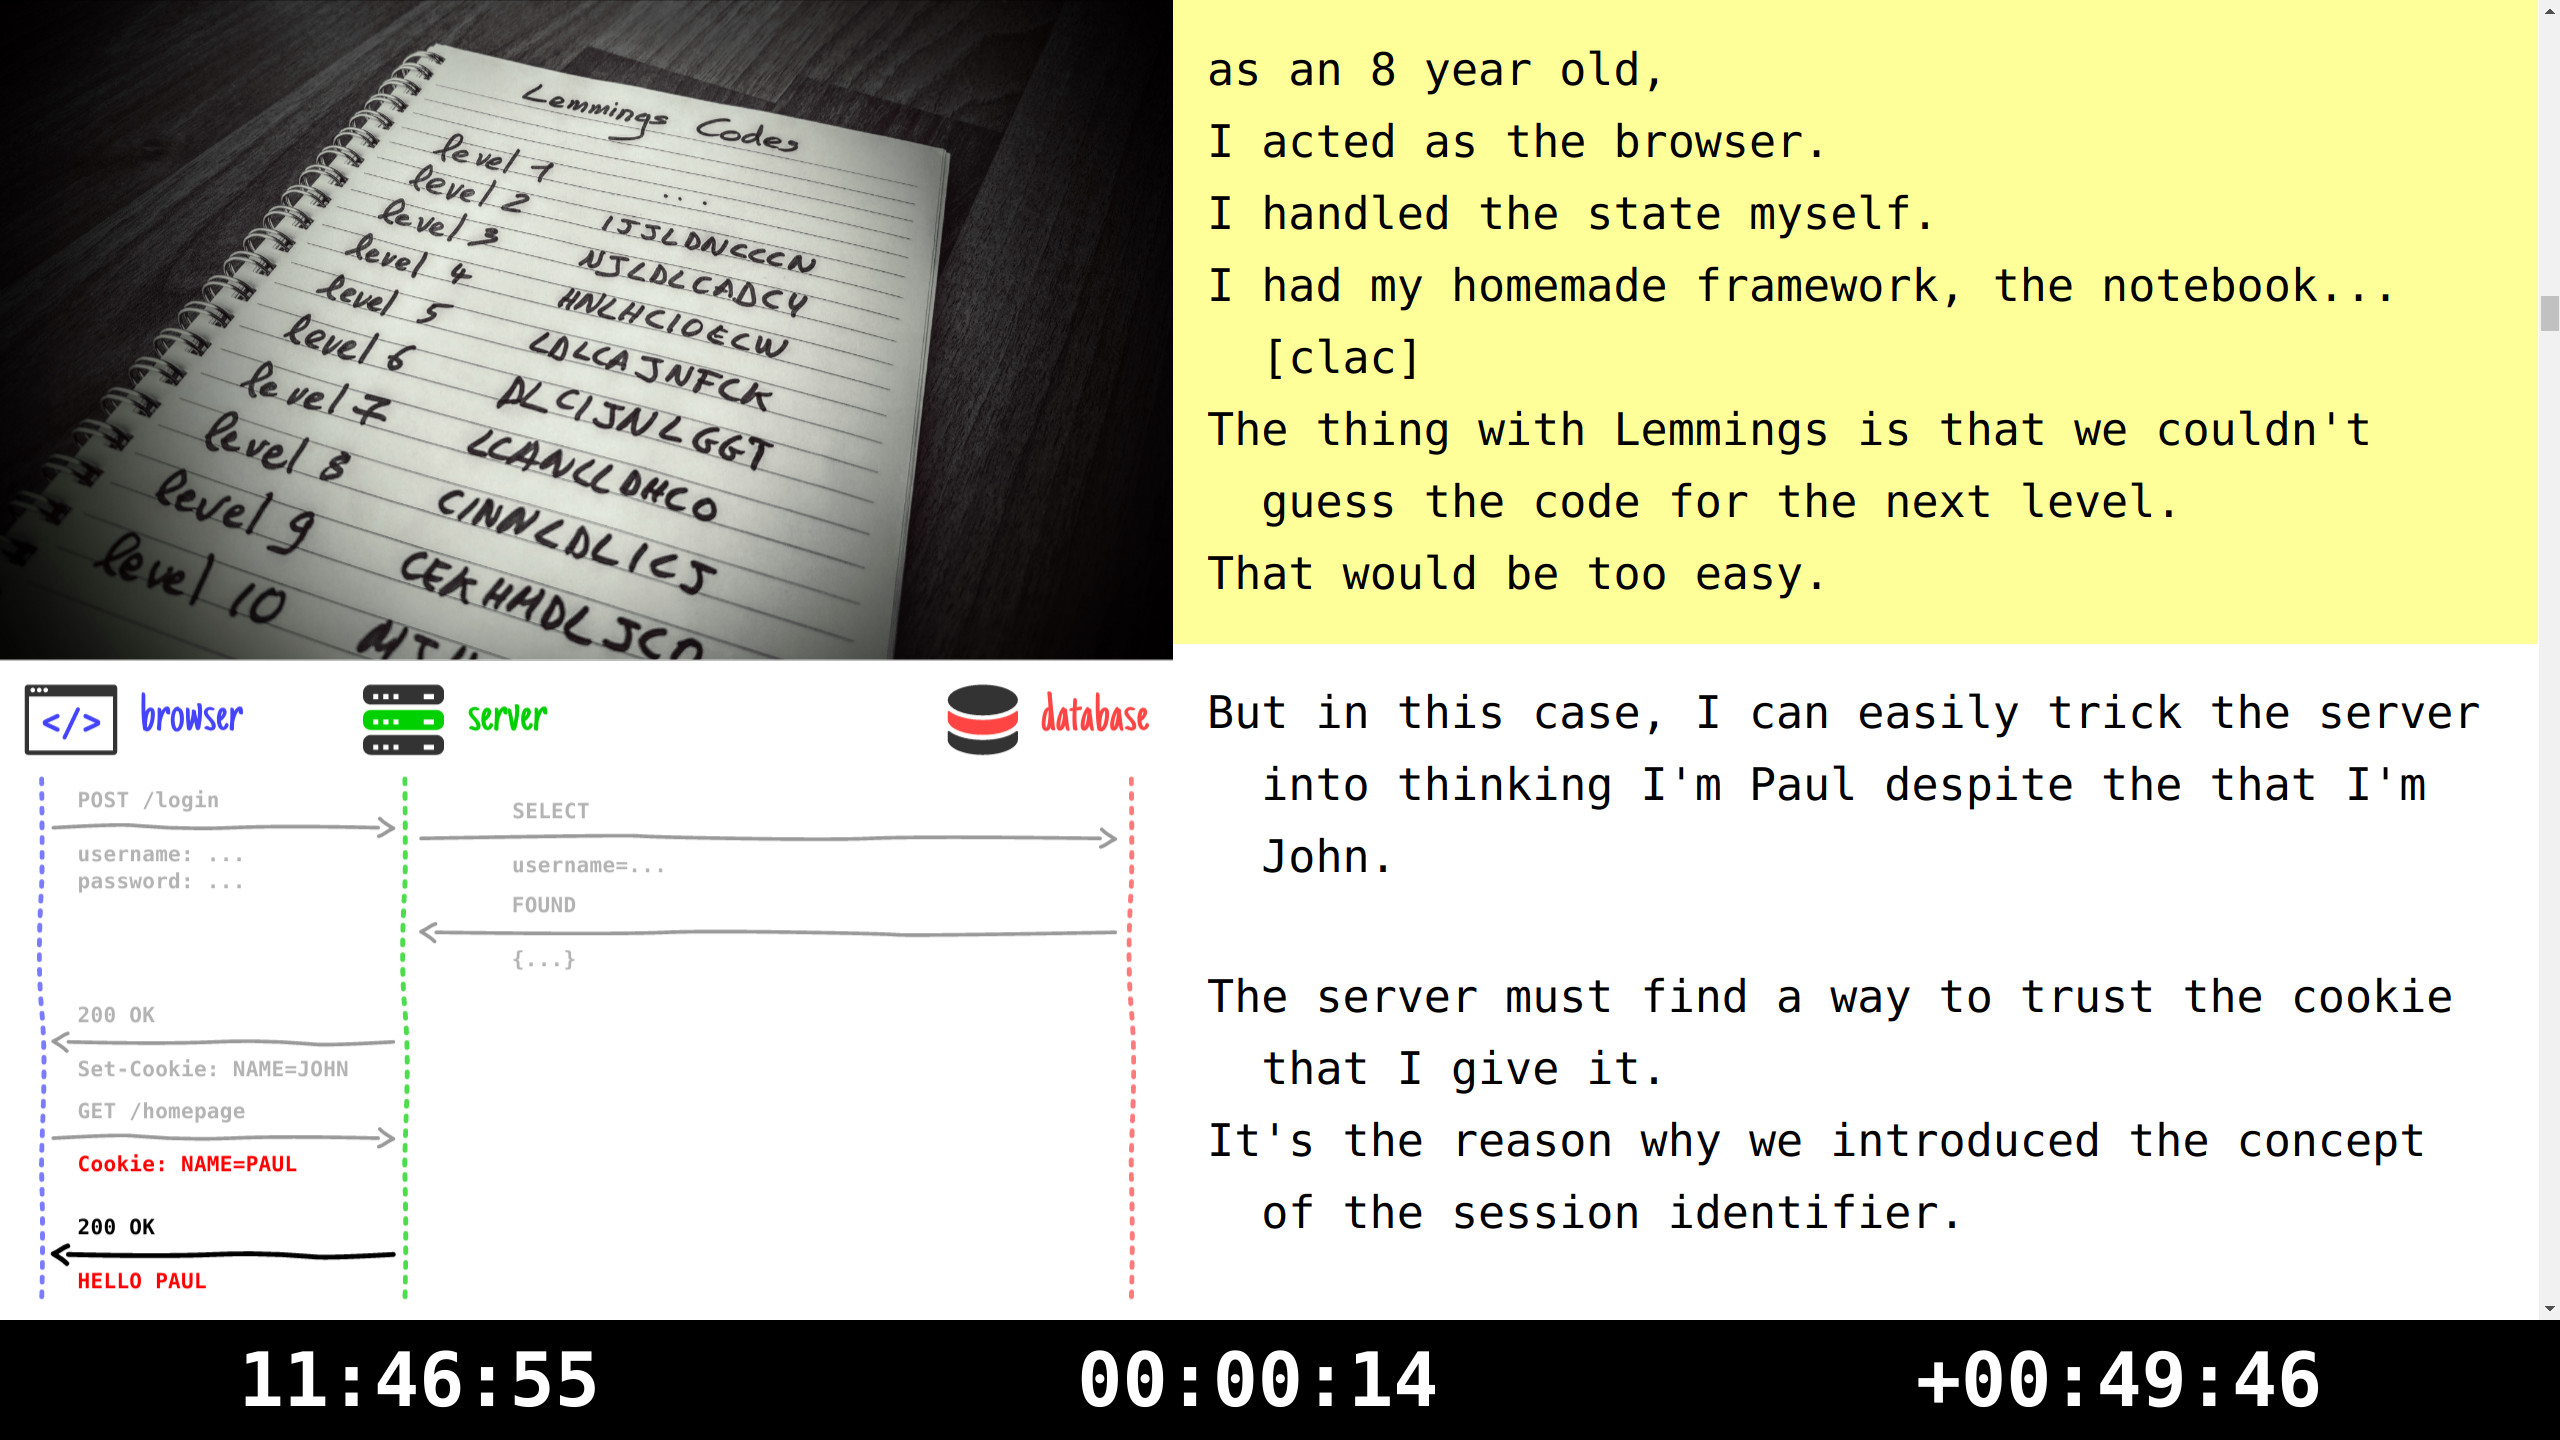 Lemmings Codes
level 1 ...
level 2 IJJLDNCCCN
level 3 NJLDLCADCY
level 4 HNLHCIOECW
level 5 LDLCAJNFCK
level 6 DLCIJNLGGT
level 7 LCANLLDHCO
level 8 CINNLDLICJ
level 9 CEKHMDLJCO
level 10
browser
server
database
POST /login
username: ...
password: ...
SELECT
username=...
FOUND
{...}
200 OK
Set-Cookie: NAME=JOHN
GET /homepage
Cookie: NAME=PAUL
200 OK
HELLO PAUL
as an 8 year old,
I acted as the browser.
I handled the state myself.
I had my homemade framework, the notebook...
[clac]
The thing with Lemmings is that we couldn't
guess the code for the next level.
That would be too easy.
But in this case, I can easily trick the server
into thinking I'm Paul despite the that I'm
John.
The server must find a way to trust the cookie
that I give it.
It's the reason why we introduced the concept
of the session identifier.
11:46:55
00:00:14
+00:49:46